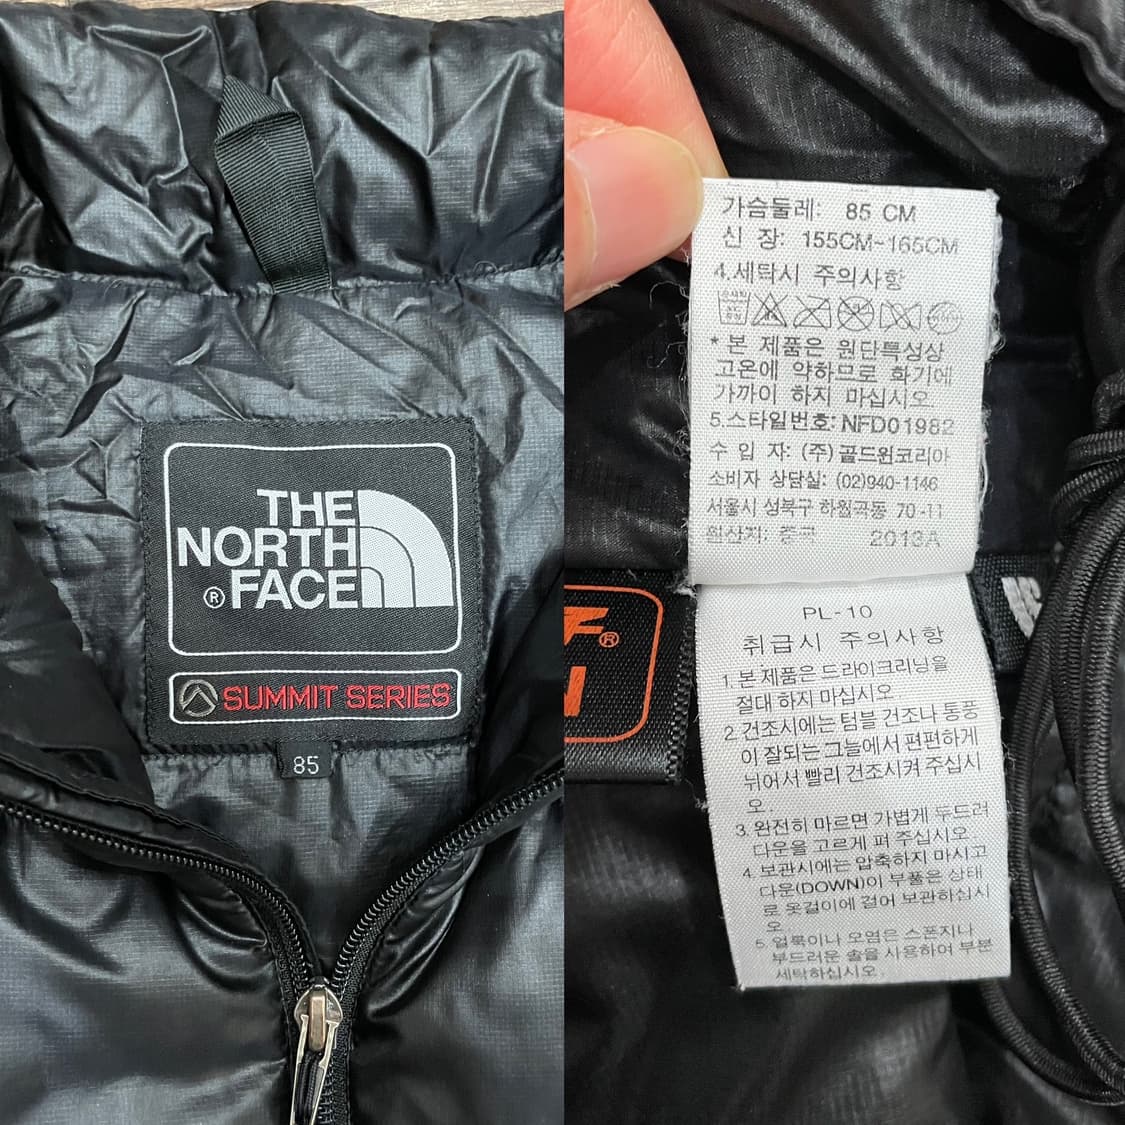 THE
NORTH
® FACE
SUMMIT SERIES
85
가슴둘레: 85 CM
신 장: 155CM~165CM
4.세탁시 주의사항
* 본 제품은 원단특성상
고온에 약하므로 화기에
가까이 하지 마십시오
5.스타일번호: NFD01982
수 입 자: (주)골드윈코리아
소비자 상담실: (02)940-1146
서울시 성북구 하월곡동 70-11
원산지: 중국 2013A
®
PL-10
취급시 주의사항
1. 본 제품은 드라이크리닝을
절대 하지 마십시오
2. 건조시에는 텀블 건조나 통풍
이 잘되는 그늘에서 편편하게
뉘어서 빨리 건조시켜 주십시
오.
3. 완전히 마르면 가볍게 두드려
다운을 고르게 펴 주십시오.
4. 보관시에는 압축하지 마시고
다운(DOWN)이 부풀은 상태
로 옷걸이에 걸어 보관하십시
오.
5. 얼룩이나 오염은 스폰지나
부드러운 솔을 사용하여 부분
세탁하십시오.